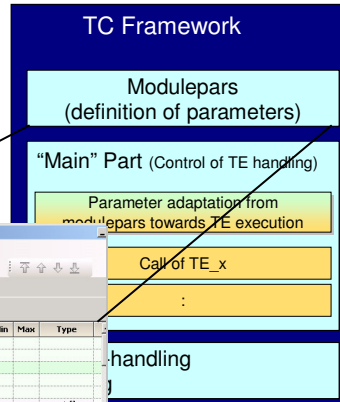 TC Framework
Modulepars
(definition of parameters)
“Main” Part (Control of TE handling)
Parameter adaptation from
modulepars towards TE execution
Call of TE_x
:
Max Type
-handling